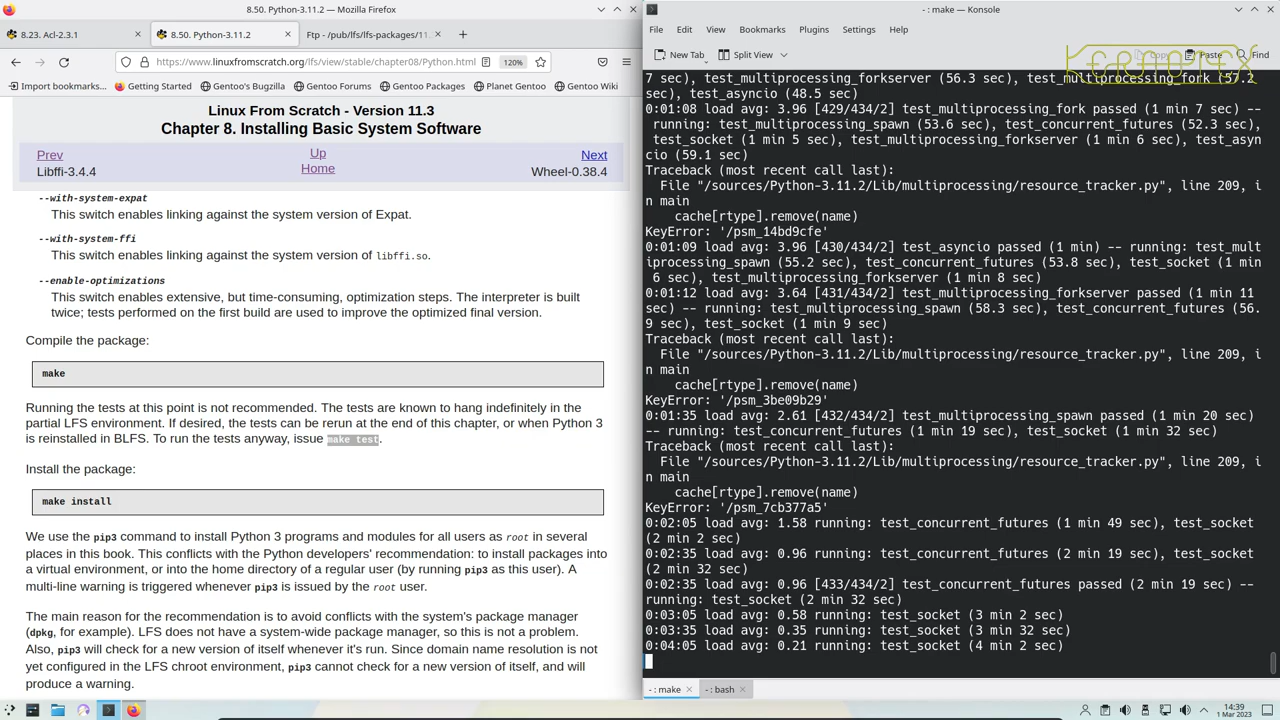 8.50. Python-3.11.2 — Mozilla Firefox
8.23. Acl-2.3.1
8.50. Python-3.11.2
Ftp - /pub/lfs/lfs-packages/11.
https://www.linuxfromscratch.org/lfs/view/stable/chapter08/Python.html
120%
Import bookmarks...
Getting Started
Gentoo's Bugzilla
Gentoo Forums
Gentoo Packages
Planet Gentoo
Gentoo Wiki
Linux From Scratch - Version 11.3
Chapter 8. Installing Basic System Software
Prev
Up
Next
Libffi-3.4.4
Home
Wheel-0.38.4
--with-system-expat
This switch enables linking against the system version of Expat.
--with-system-ffi
This switch enables linking against the system version of libffi.so.
--enable-optimizations
This switch enables extensive, but time-consuming, optimization steps. The interpreter is built
twice; tests performed on the first build are used to improve the optimized final version.
Compile the package:
make
Running the tests at this point is not recommended. The tests are known to hang indefinitely in the
partial LFS environment. If desired, the tests can be rerun at the end of this chapter, or when Python 3
is reinstalled in BLFS. To run the tests anyway, issue make test.
Install the package:
make install
We use the pip3 command to install Python 3 programs and modules for all users as root in several
places in this book. This conflicts with the Python developers' recommendation: to install packages into
a virtual environment, or into the home directory of a regular user (by running pip3 as this user). A
multi-line warning is triggered whenever pip3 is issued by the root user.
The main reason for the recommendation is to avoid conflicts with the system's package manager
(dpkg, for example). LFS does not have a system-wide package manager, so this is not a problem.
Also, pip3 will check for a new version of itself whenever it's run. Since domain name resolution is not
yet configured in the LFS chroot environment, pip3 cannot check for a new version of itself, and will
produce a warning.
- : make — Konsole
File Edit View Bookmarks Plugins Settings Help
New Tab
Split View
Copy
Paste
Find
7 sec), test_multiprocessing_forkserver (56.3 sec), test_multiprocessing_fork (57.2
sec), test_asyncio (48.5 sec)
0:01:08 load avg: 3.96 [429/434/2] test_multiprocessing_fork passed (1 min 7 sec) --
running: test_multiprocessing_spawn (53.6 sec), test_concurrent_futures (52.3 sec),
test_socket (1 min 5 sec), test_multiprocessing_forkserver (1 min 6 sec), test_asyn
cio (59.1 sec)
Traceback (most recent call last):
File "/sources/Python-3.11.2/Lib/multiprocessing/resource_tracker.py", line 209, i
n main
cache[rtype].remove(name)
KeyError: '/psm_14bd9cfe'
0:01:09 load avg: 3.96 [430/434/2] test_asyncio passed (1 min) -- running: test_mult
iprocessing_spawn (55.2 sec), test_concurrent_futures (53.8 sec), test_socket (1 min
6 sec), test_multiprocessing_forkserver (1 min 8 sec)
0:01:12 load avg: 3.64 [431/434/2] test_multiprocessing_forkserver passed (1 min 11
sec) -- running: test_multiprocessing_spawn (58.3 sec), test_concurrent_futures (56.
9 sec), test_socket (1 min 9 sec)
Traceback (most recent call last):
File "/sources/Python-3.11.2/Lib/multiprocessing/resource_tracker.py", line 209, i
n main
cache[rtype].remove(name)
KeyError: '/psm_3be09b29'
0:01:35 load avg: 2.61 [432/434/2] test_multiprocessing_spawn passed (1 min 20 sec)
-- running: test_concurrent_futures (1 min 19 sec), test_socket (1 min 32 sec)
Traceback (most recent call last):
File "/sources/Python-3.11.2/Lib/multiprocessing/resource_tracker.py", line 209, i
n main
cache[rtype].remove(name)
KeyError: '/psm_7cb377a5'
0:02:05 load avg: 1.58 running: test_concurrent_futures (1 min 49 sec), test_socket
(2 min 2 sec)
0:02:35 load avg: 0.96 running: test_concurrent_futures (2 min 19 sec), test_socket
(2 min 32 sec)
0:02:35 load avg: 0.96 [433/434/2] test_concurrent_futures passed (2 min 19 sec) --
running: test_socket (2 min 32 sec)
0:03:05 load avg: 0.58 running: test_socket (3 min 2 sec)
0:03:35 load avg: 0.35 running: test_socket (3 min 32 sec)
0:04:05 load avg: 0.21 running: test_socket (4 min 2 sec)
- : make
- : bash
14:39
1 Mar 2023